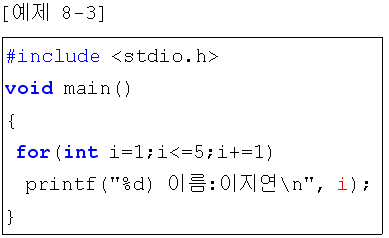 [예제 8-3]
#include <stdio.h>
void main()
{
for(int i=1;i<=5;i+=1)
printf("%d) 이름:이지연\n", i);
}